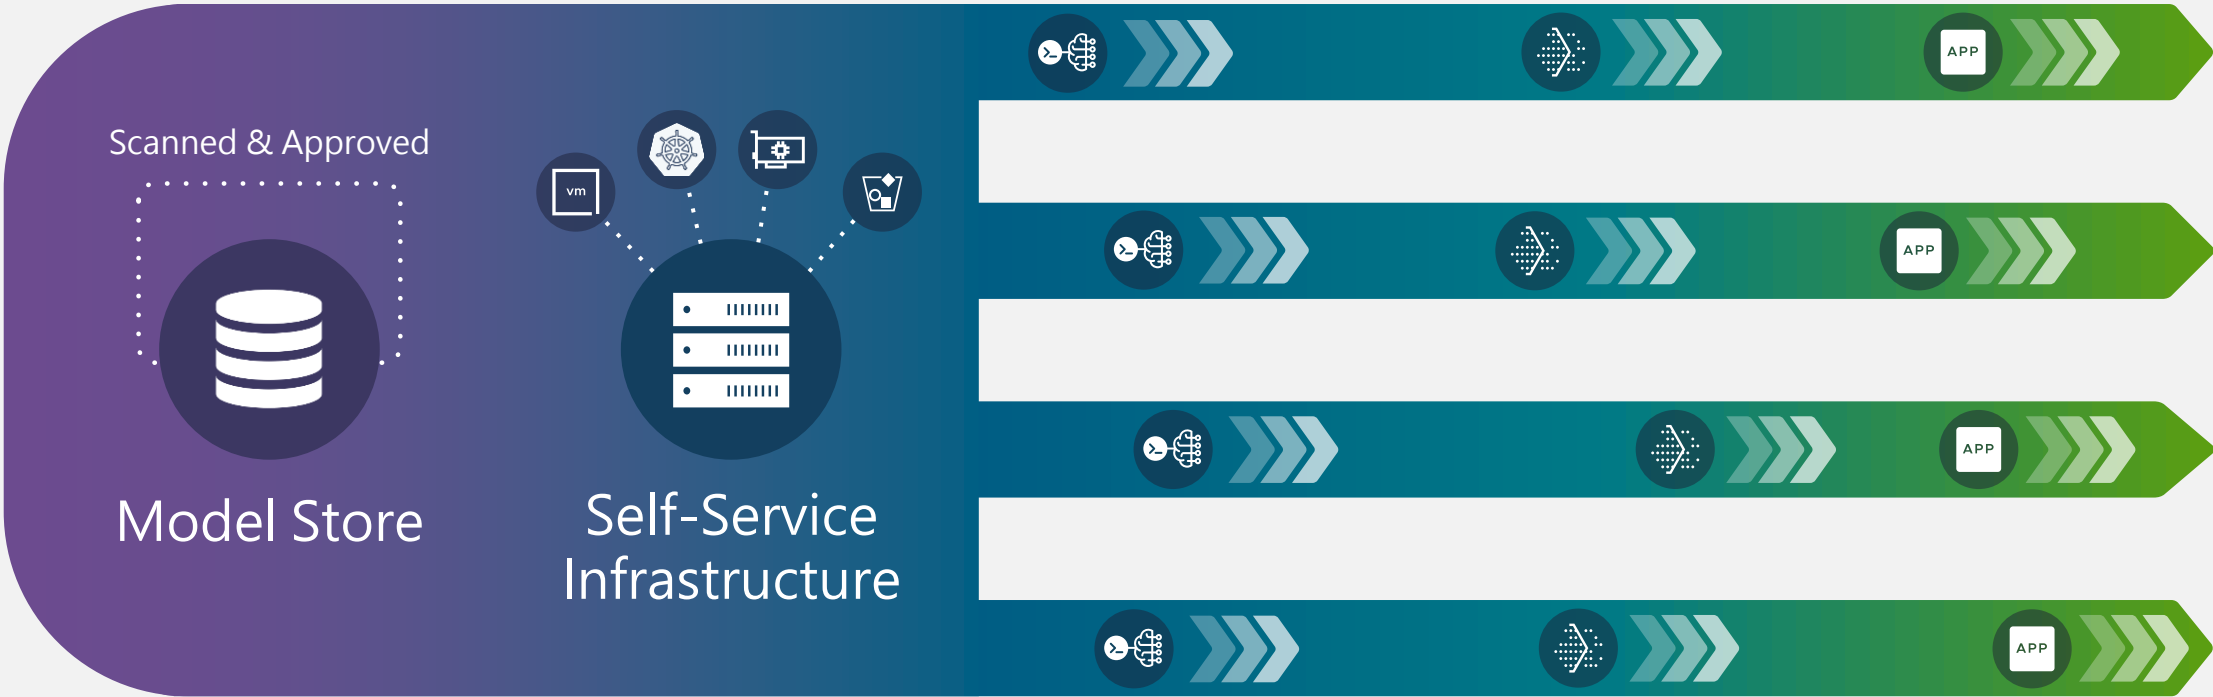 Scanned & Approved
vm
Model Store
Self-Service
Infrastructure
APP
APP
APP
APP